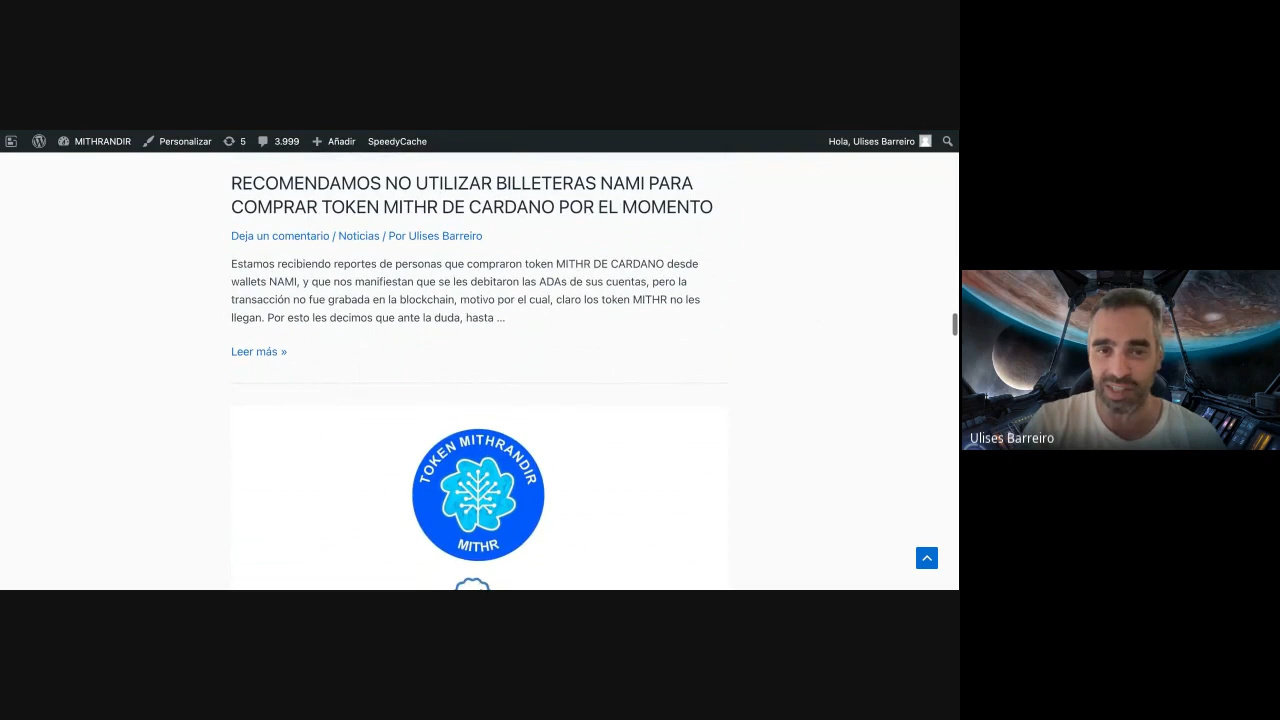 MITHRANDIR Personalizar 5 3.999 Añadir SpeedyCache Hola, Ulises Barreiro
RECOMENDAMOS NO UTILIZAR BILLETERAS NAMI PARA
COMPRAR TOKEN MITHR DE CARDANO POR EL MOMENTO
Deja un comentario / Noticias / Por Ulises Barreiro
Estamos recibiendo reportes de personas que compraron token MITHR DE CARDANO desde
wallets NAMI, y que nos manifiestan que se les debitaron las ADAs de sus cuentas, pero la
transacción no fue grabada en la blockchain, motivo por el cual, claro los token MITHR no les
llegan. Por esto les decimos que ante la duda, hasta ...
Leer más »
TOKEN MITHRANDIR
MITHR
Ulises Barreiro